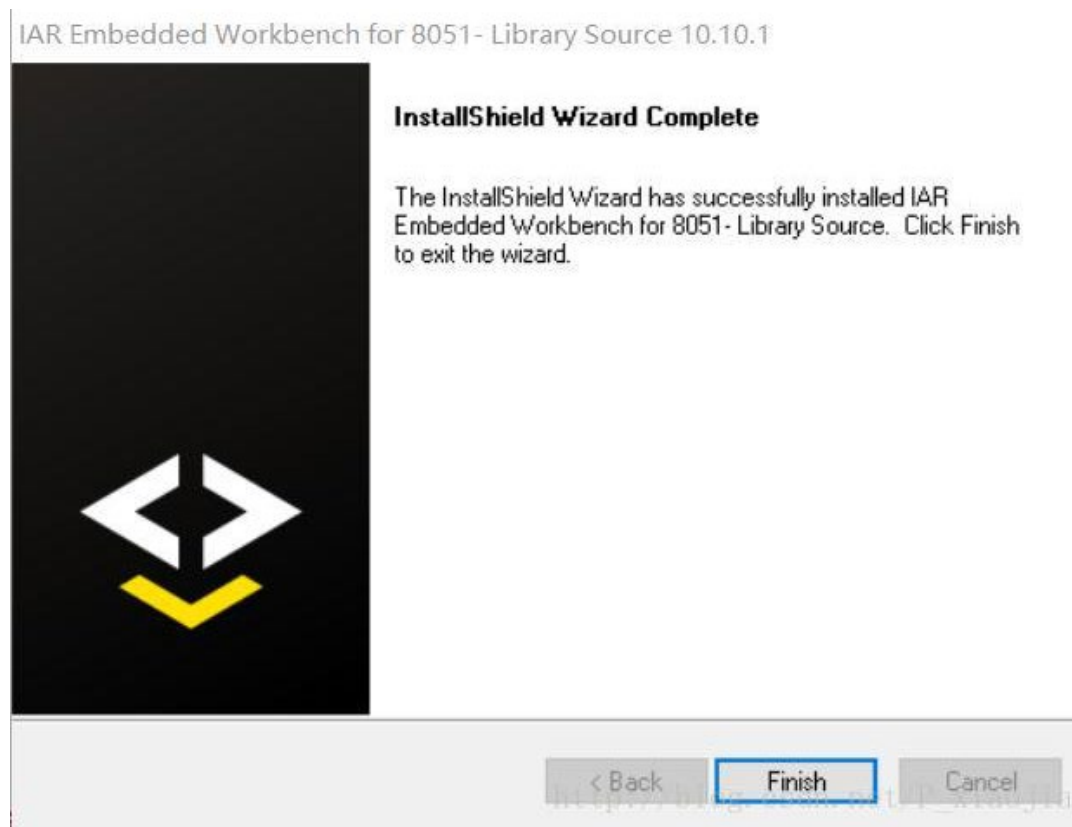 IAR Embedded Workbench for 8051- Library Source 10.10.1
InstallShield Wizard Complete
The InstallShield Wizard has successfully installed IAR
Embedded Workbench for 8051- Library Source. Click Finish
to exit the wizard.
< Back
Finish
Cancel